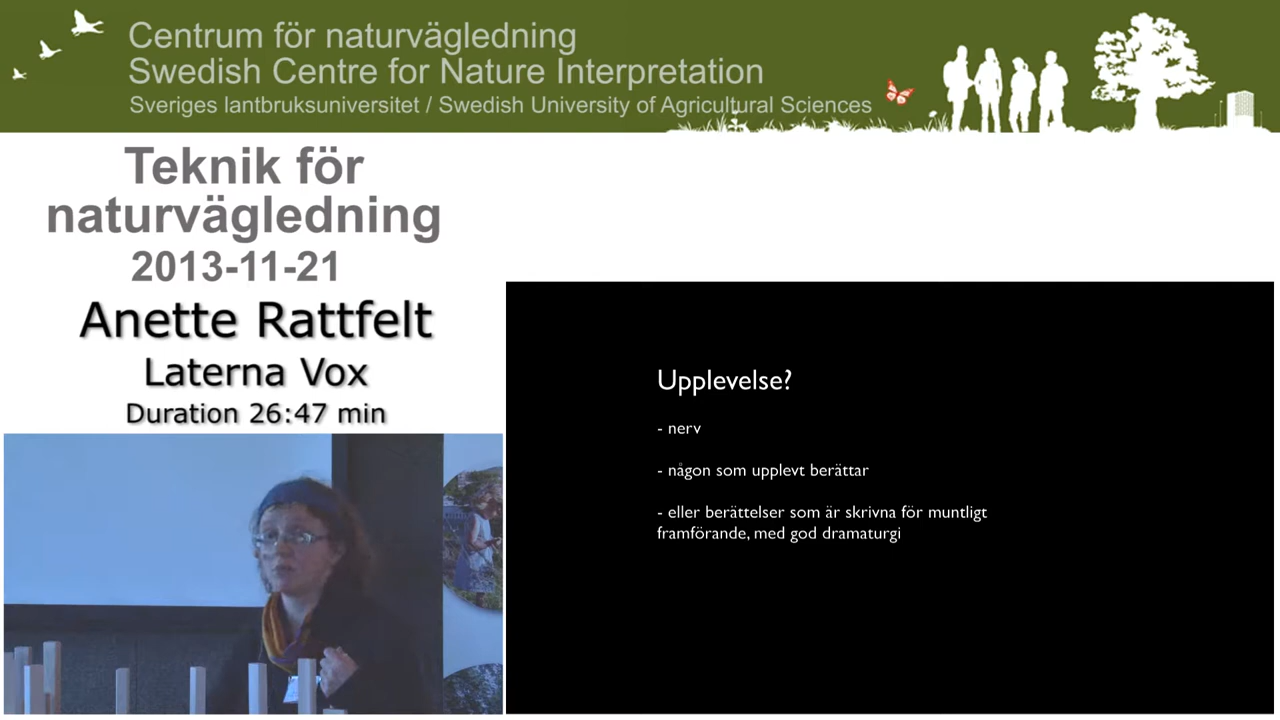 Centrum för naturvägledning
Swedish Centre for Nature Interpretation
Sveriges lantbruksuniversitet / Swedish University of Agricultural Sciences
Teknik för
naturvägledning
2013-11-21
Anette Rattfelt
Laterna Vox
Duration 26:47 min
Upplevelse?
- nerv
- någon som upplevt berättar
- eller berättelser som är skrivna för muntligt
framförande, med god dramaturgi